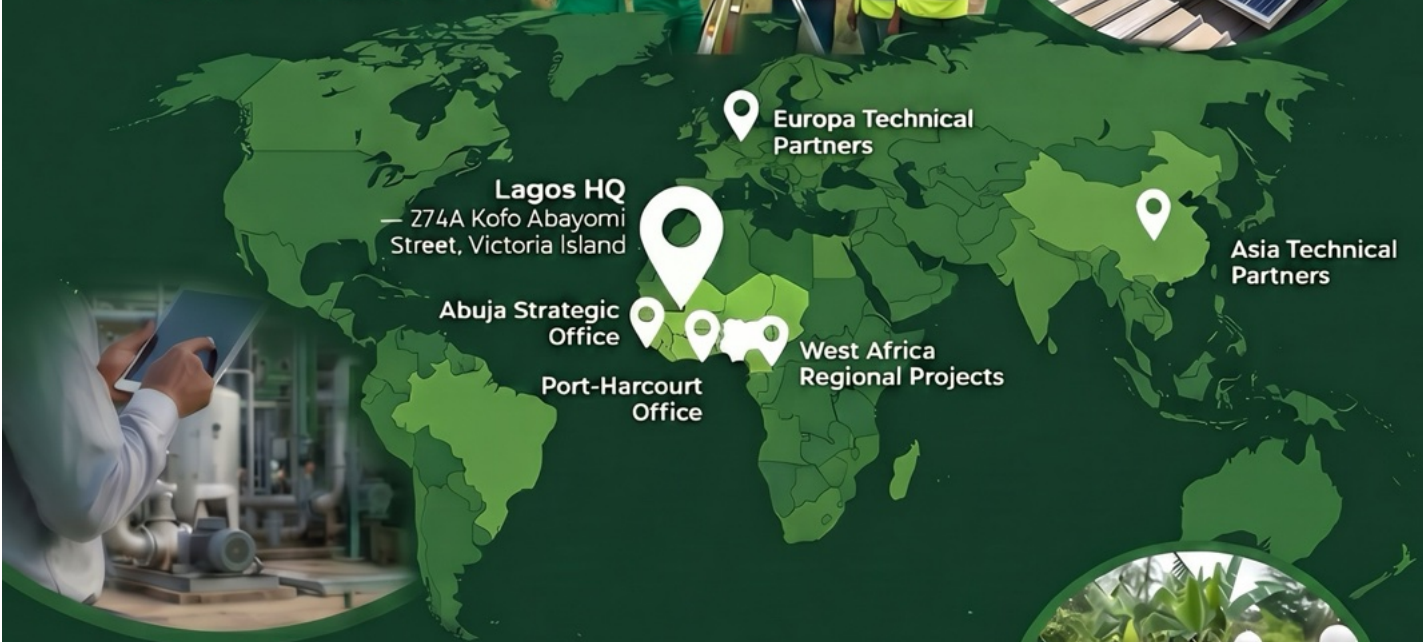 Europa Technical
Partners
Lagos HQ
— 274A Kofo Abayomi
Street, Victoria Island
Asia Technical
Partners
Abuja Strategic
Office
West Africa
Regional Projects
Port-Harcourt
Office